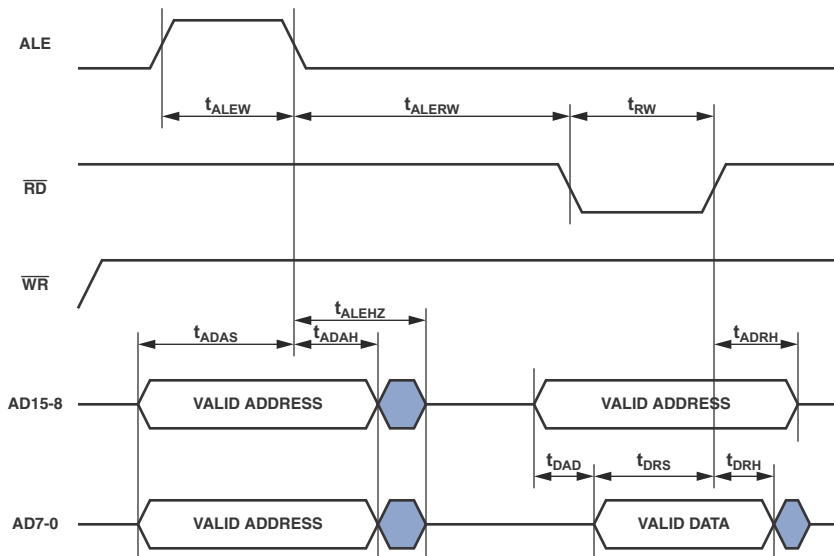 ALE
tALEW
tALERW
tRW
RD
WR
tALEHZ
tADAS
tADAH
tADRH
AD15-8
VALID ADDRESS
VALID ADDRESS
tDAD
tDRS
tDRH
AD7-0
VALID ADDRESS
VALID DATA